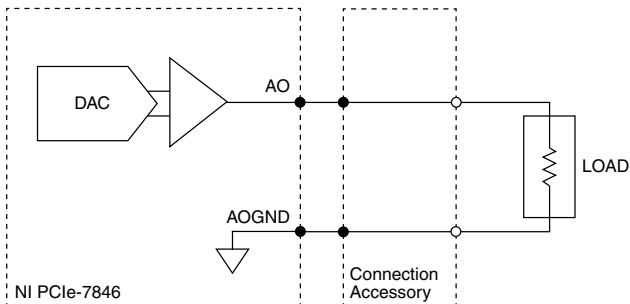 DAC
AO
LOAD
AOGND
NI PCIe-7846
Connection
Accessory